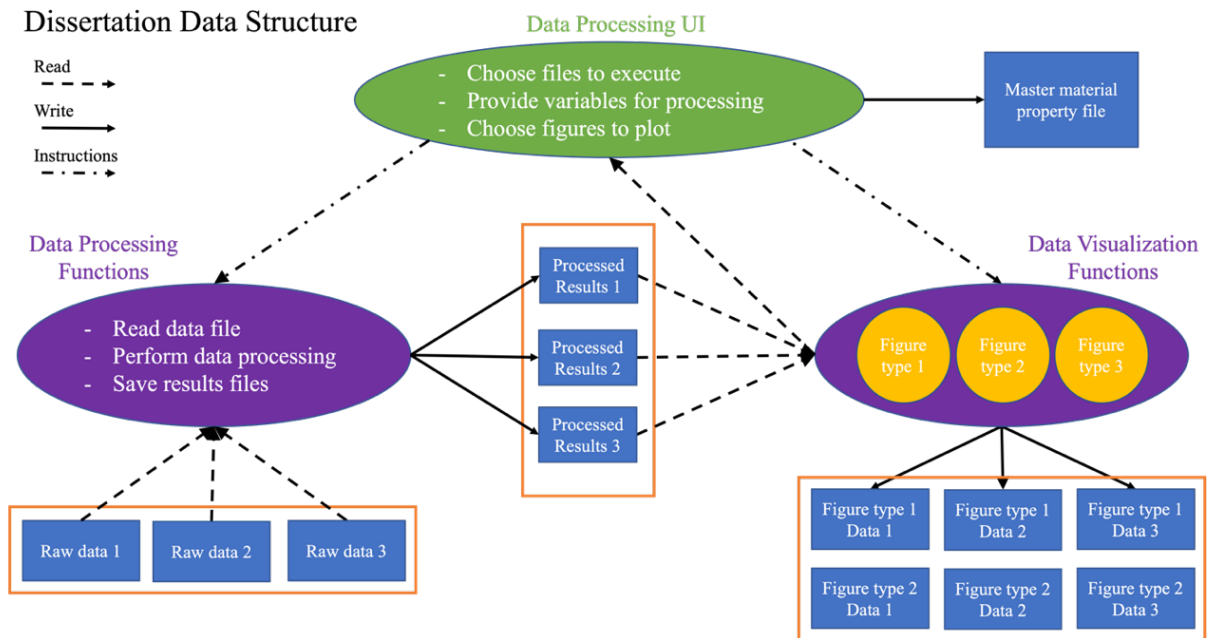 Dissertation Data Structure
Data Processing UI
Read
Write
Instructions
- Choose files to execute
- Provide variables for processing
- Choose figures to plot
Master material
property file
Data Processing
Functions
- Read data file
- Perform data processing
- Save results files
Processed
Results 1
Processed
Results 2
Processed
Results 3
Data Visualization
Functions
Figure
type 1
Figure
type 2
Figure
type 3
Raw data 1
Raw data 2
Raw data 3
Figure type 1
Data 1
Figure type 1
Data 2
Figure type 1
Data 3
Figure type 2
Data 1
Figure type 2
Data 2
Figure type 2
Data 3